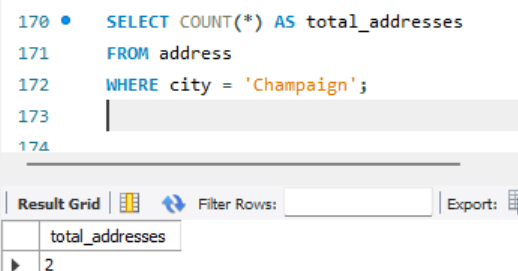 170 SELECT COUNT(*) AS total_addresses
171 FROM address
172 WHERE city = 'Champaign';
173
174
Result Grid Filter Rows: Export:
total_addresses
2